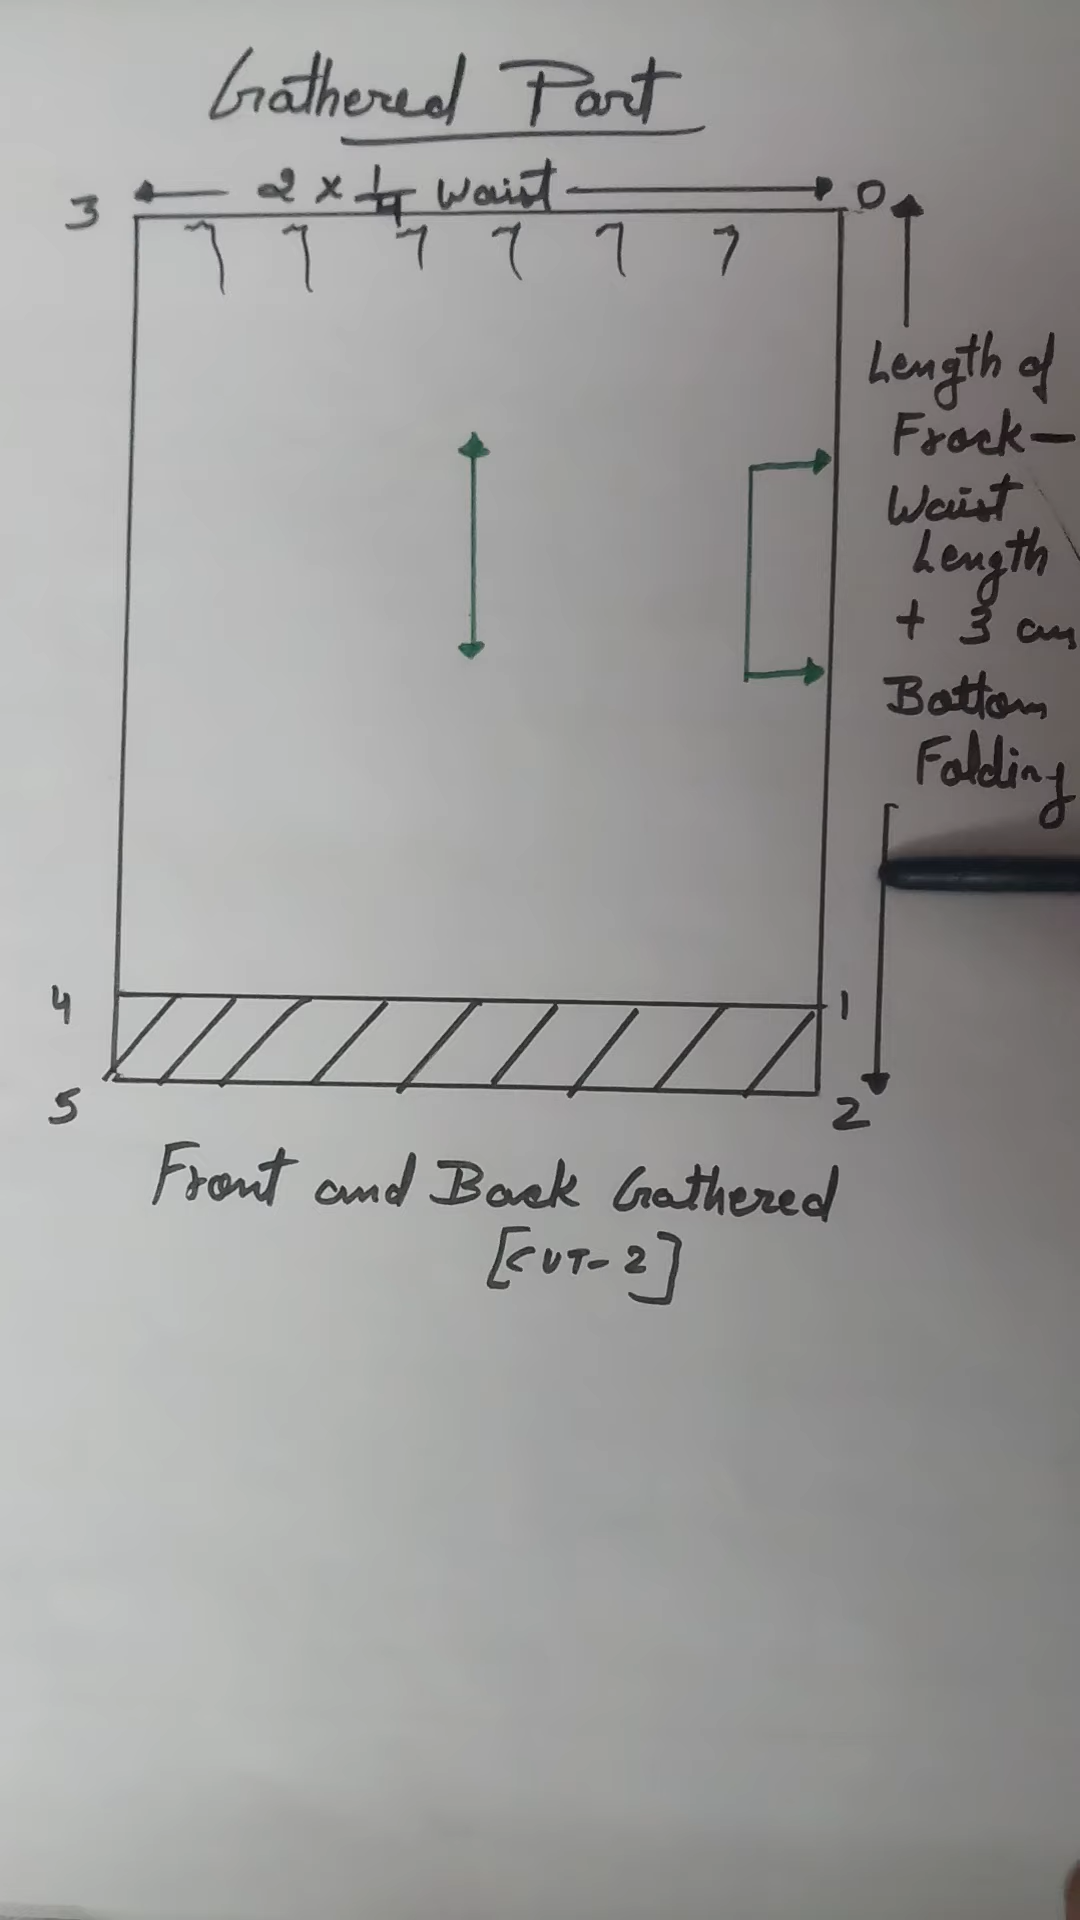 Gathered Part
3 2 x 1/4 waist 0
Length of
Frock-
Waist
Length
+ 3 cm
Bottom
Folding
4 1
5 2
Front and Back Gathered
[CUT-2]